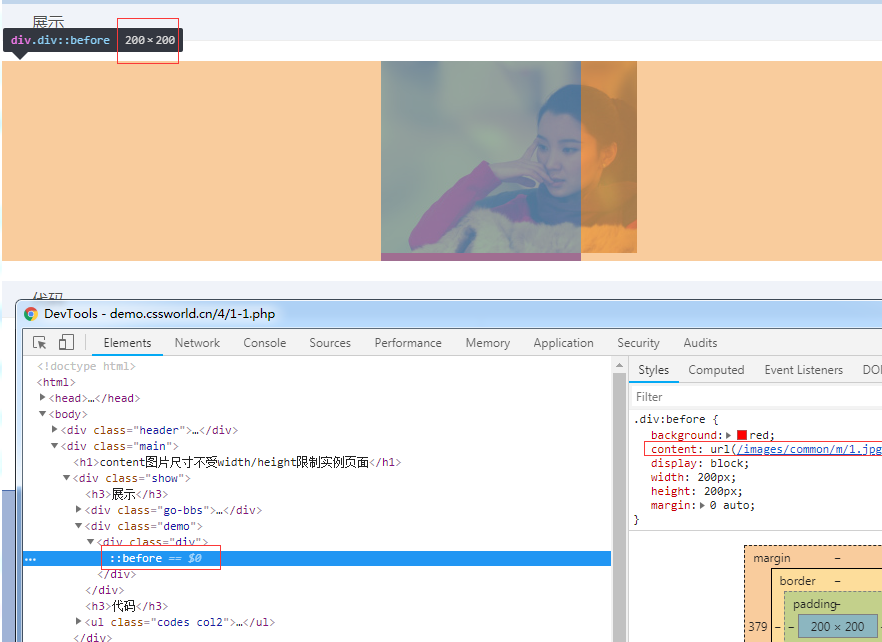 展示
div.div::before 200×200
代码
DevTools - demo.cssworld.cn/4/1-1.php
Elements Network Console Sources Performance Memory Application Security Audits
<!doctype html>
<html>
<head>…</head>
<body>
<div class="header">…</div>
<div class="main">
<h1>content图片尺寸不受width/height限制实例页面</h1>
<div class="show">
<h3>展示</h3>
<div class="go-bbs">…</div>
<div class="demo">
<div class="div">
… ::before == $0
</div>
</div>
<h3>代码</h3>
<ul class="codes col2">…</ul>
</div>
Styles Computed Event Listeners DO
Filter
.div:before {
background: red;
content: url(/images/common/m/1.jpg
display: block;
width: 200px;
height: 200px;
margin: 0 auto;
}
margin –
border –
padding-
379 – – 200 × 200